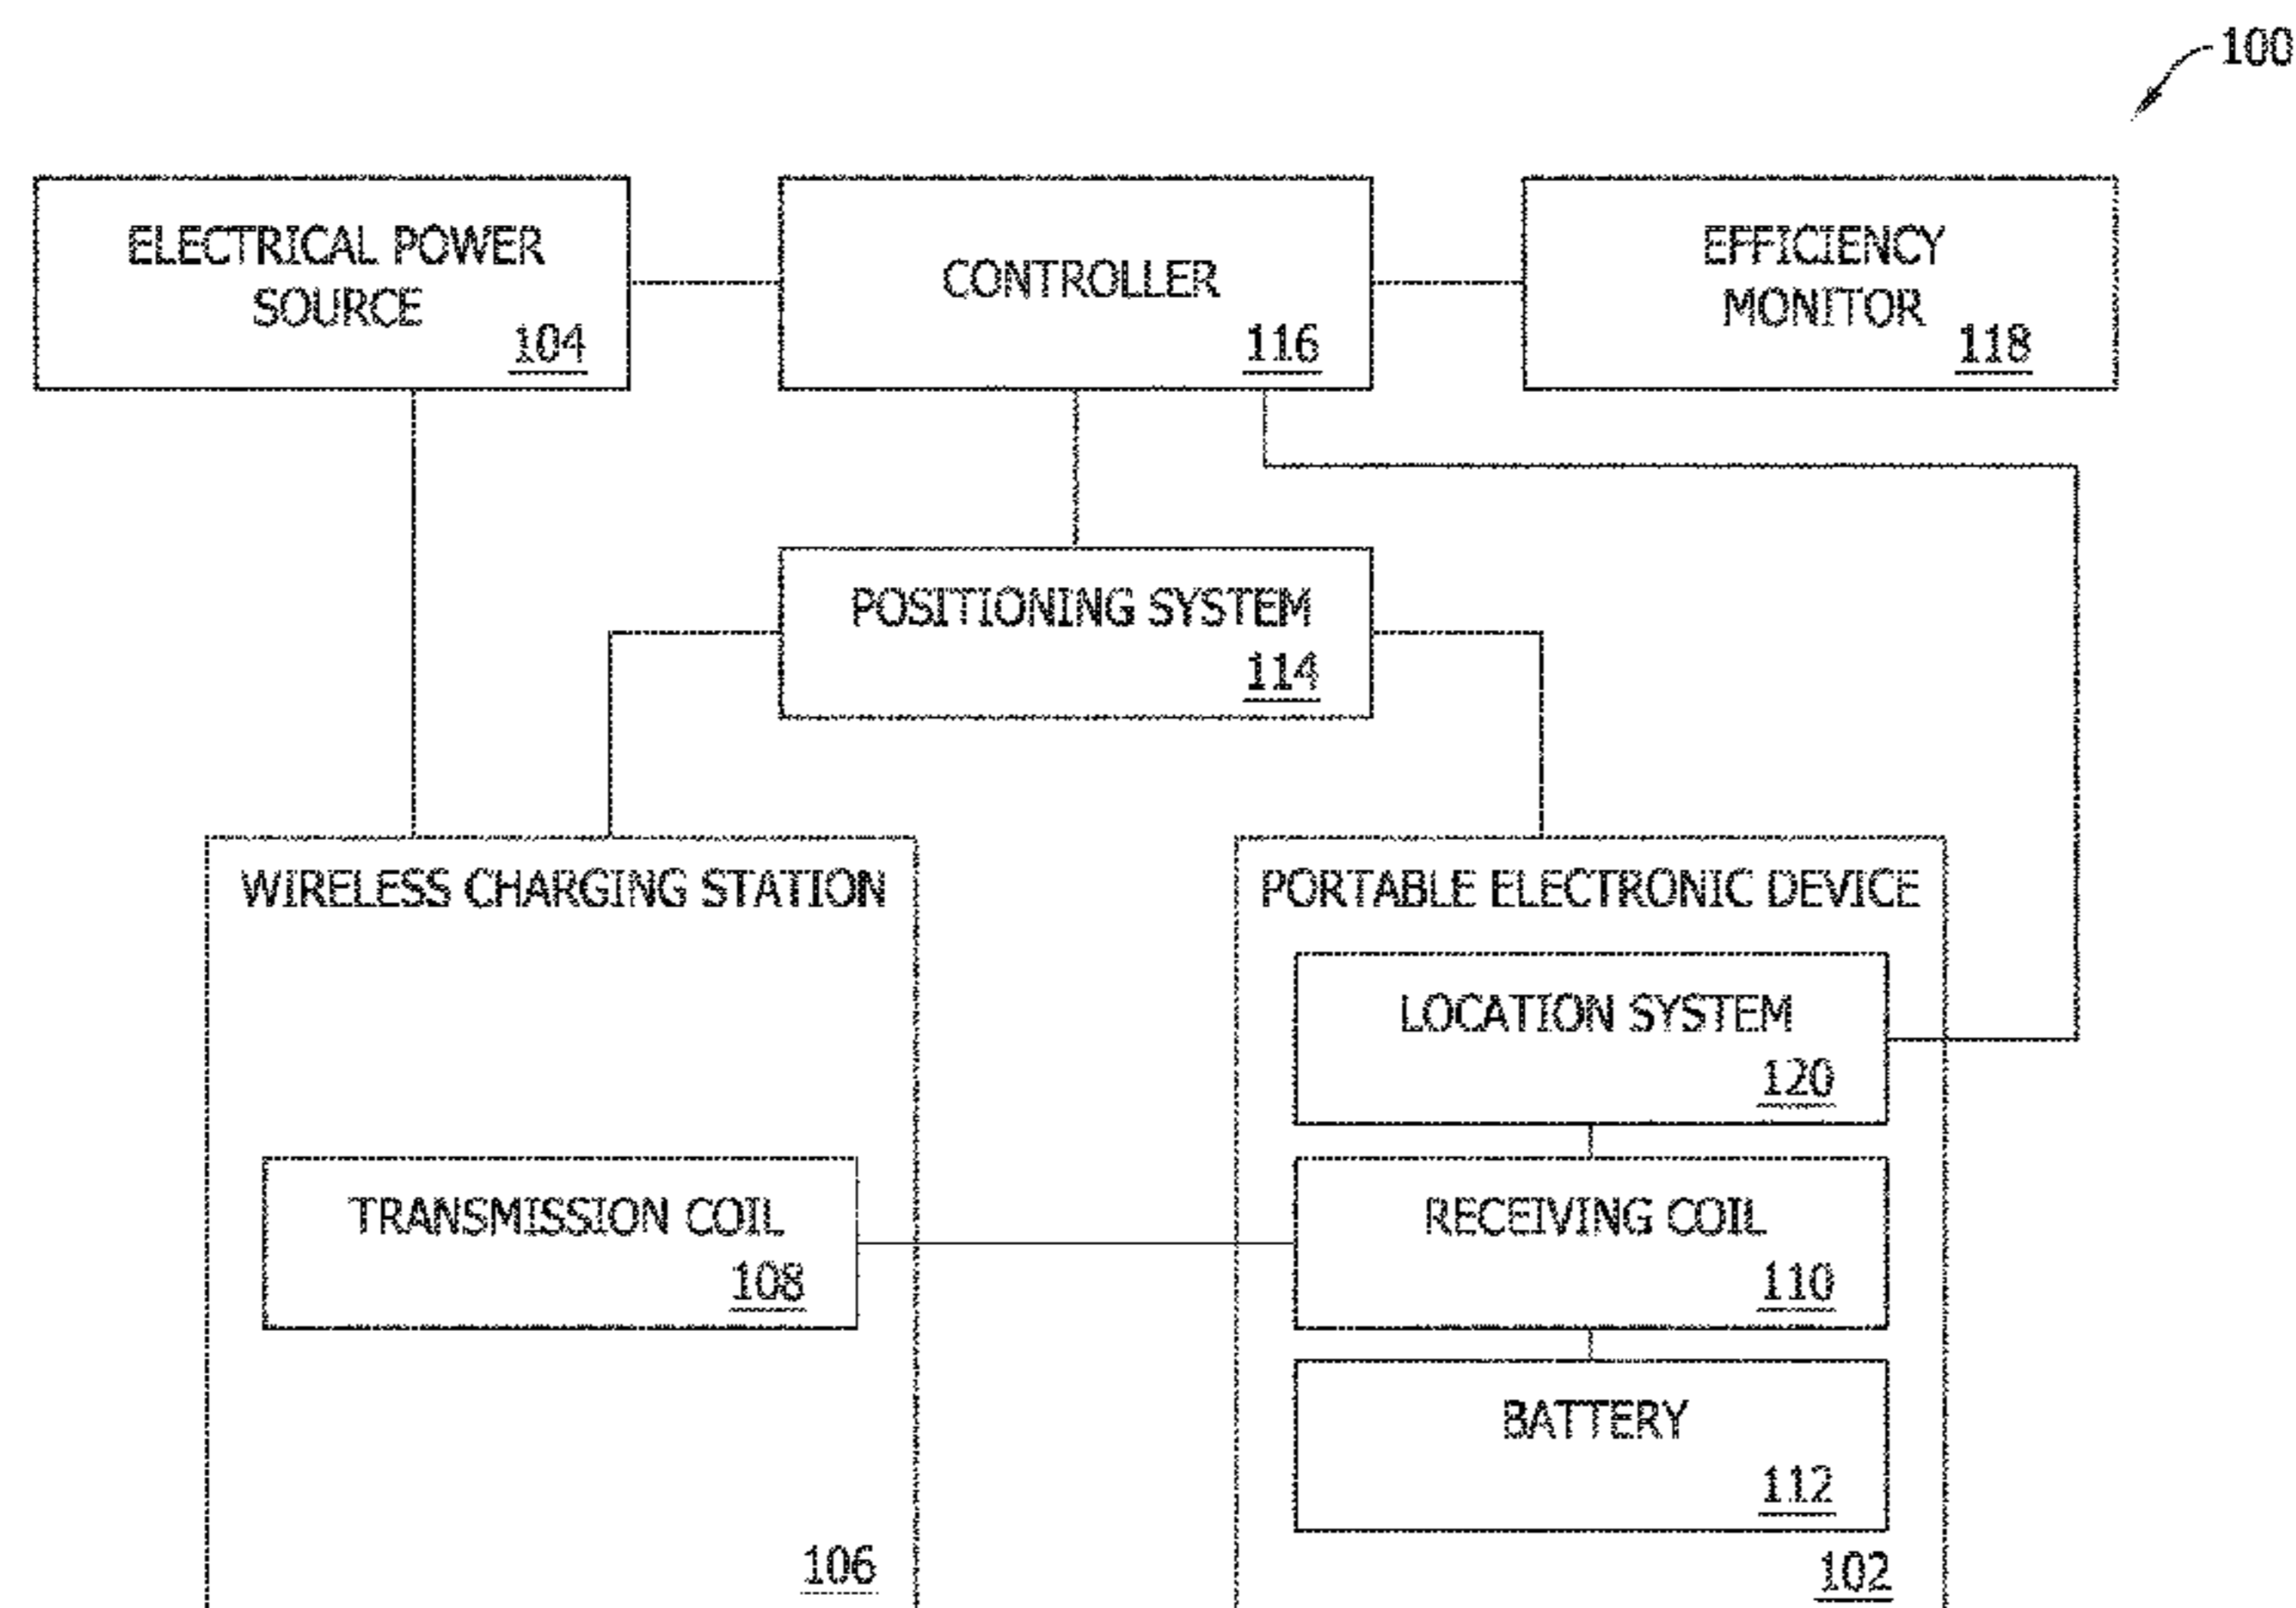 100
ELECTRICAL POWER
SOURCE
104
CONTROLLER
116
EFFICIENCY
MONITOR
118
POSITIONING SYSTEM
114
WIRELESS CHARGING STATION
TRANSMISSION COIL
108
106
PORTABLE ELECTRONIC DEVICE
LOCATION SYSTEM
120
RECEIVING COIL
110
BATTERY
112
102